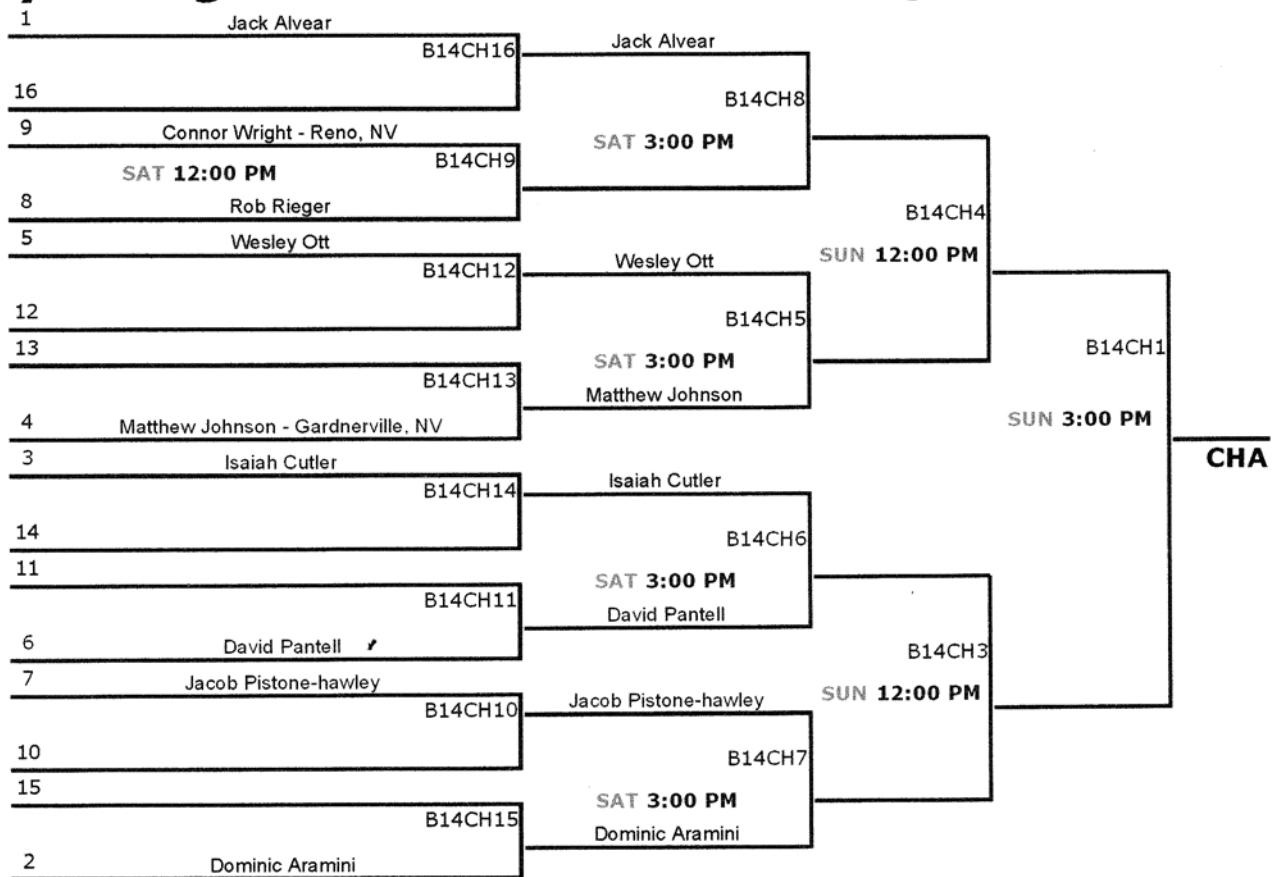 1 Jack Alvear
B14CH16
Jack Alvear
16
B14CH8
9 Connor Wright - Reno, NV
SAT 3:00 PM
B14CH9
SAT 12:00 PM
8 Rob Rieger
B14CH4
5 Wesley Ott
SUN 12:00 PM
B14CH12
Wesley Ott
12
B14CH5
13
B14CH1
SAT 3:00 PM
B14CH13
Matthew Johnson
4 Matthew Johnson - Gardnerville, NV
SUN 3:00 PM
3 Isaiah Cutler
CHA
B14CH14
Isaiah Cutler
14
B14CH6
11
SAT 3:00 PM
B14CH11
David Pantell
6 David Pantell
B14CH3
7 Jacob Pistone-hawley
SUN 12:00 PM
B14CH10
Jacob Pistone-hawley
10
B14CH7
15
SAT 3:00 PM
B14CH15
Dominic Aramini
2 Dominic Aramini